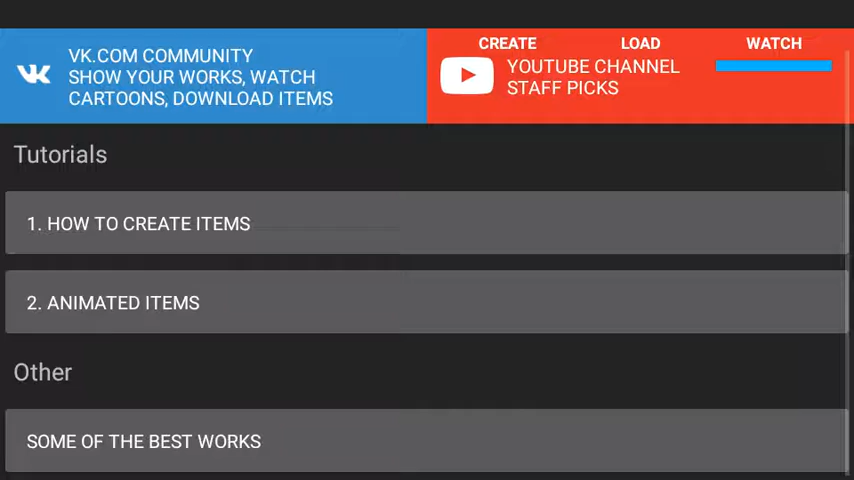 CREATE LOAD WATCH
VK.COM COMMUNITY
SHOW YOUR WORKS, WATCH
CARTOONS, DOWNLOAD ITEMS
YOUTUBE CHANNEL
STAFF PICKS
Tutorials
1. HOW TO CREATE ITEMS
2. ANIMATED ITEMS
Other
SOME OF THE BEST WORKS